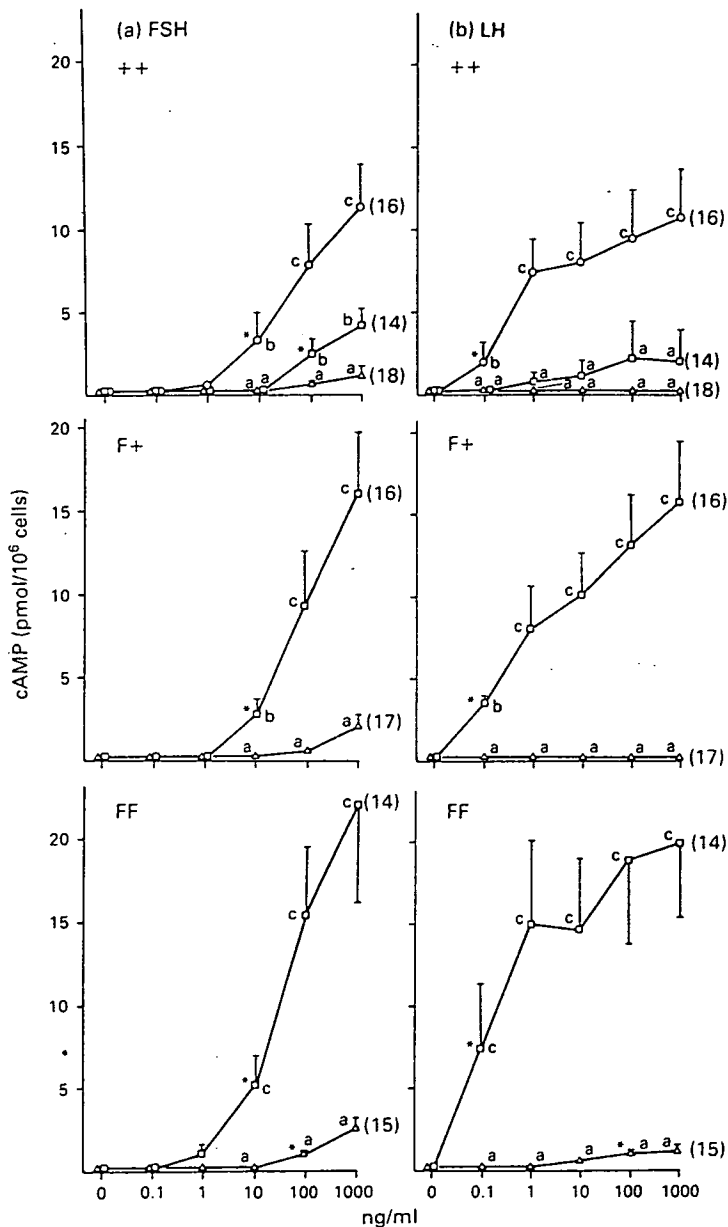 (a) FSH
(b) LH
++
++
20
15
10
5
c (16)
c
* b
b (14)
* b
a a a (18)
a
c (16)
c
c
c
* b
a a (14)
a
a
a a a a a (18)
F+
F+
20
15
10
5
c (16)
c
* b
a (17)
a
a
c (16)
c
c
c
* b
a a a a a (17)
FF
FF
20
15
10
5
c (14)
c
* c
a (15)
* a
a
c (14)
c
c
c
* c
a a a * a a (15)
cAMP (pmol/10⁶ cells)
0 0.1 1 10 100 1000
0 0.1 1 10 100 1000
ng/ml